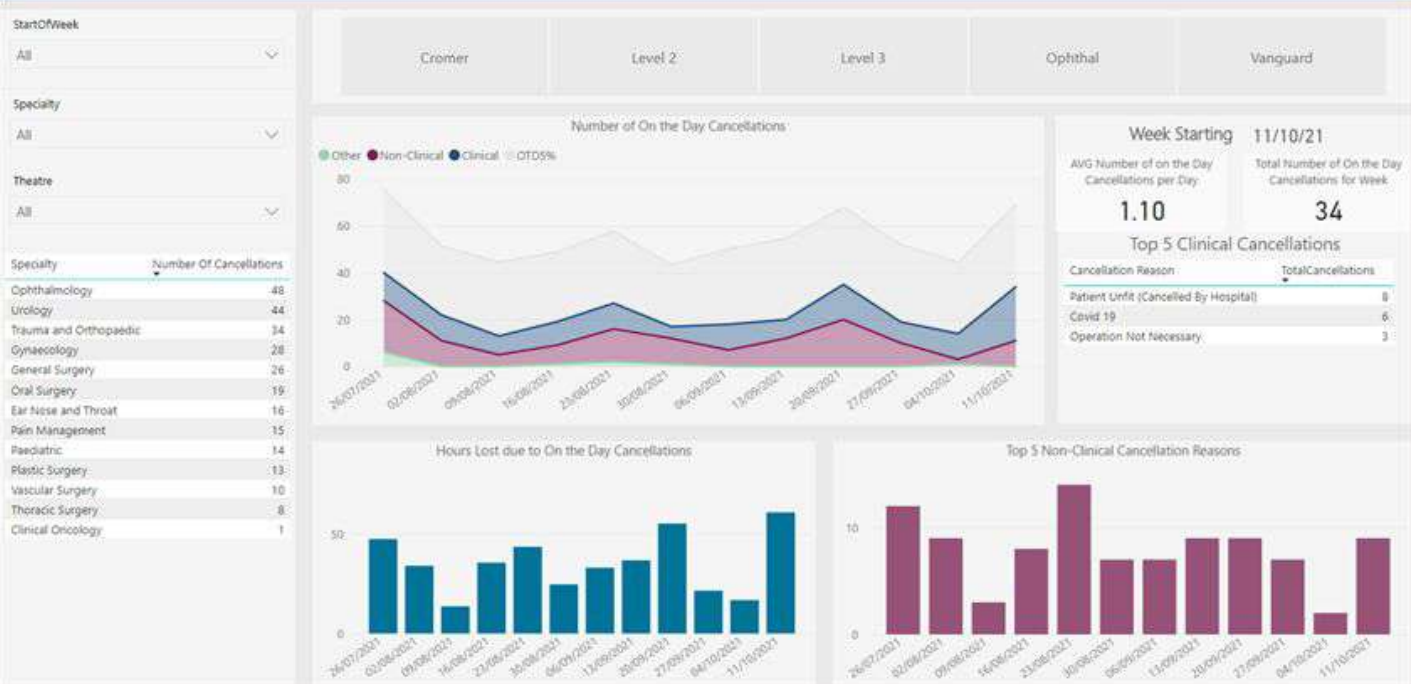 StartOfWeek
All
Specialty
All
Theatre
All
Specialty Number Of Cancellations
Ophthalmology 48
Urology 44
Trauma and Orthopaedic 34
Gynaecology 28
General Surgery 26
Oral Surgery 19
Ear Nose and Throat 16
Pain Management 15
Paediatric 14
Plastic Surgery 13
Vascular Surgery 10
Thoracic Surgery 8
Clinical Oncology 1
Cromer Level 2 Level 3 Ophthal Vanguard
Number of On the Day Cancellations
Other Non-Clinical Clinical OTDS%
80
60
40
20
0
26/07/2021 02/08/2021 09/08/2021 16/08/2021 23/08/2021 30/08/2021 06/09/2021 13/09/2021 20/09/2021 27/09/2021 04/10/2021 11/10/2021
Week Starting 11/10/21
AVG Number of on the Day Cancellations per Day
1.10
Total Number of On the Day Cancellations for Week
34
Top 5 Clinical Cancellations
Cancellation Reason TotalCancellations
Patient Unfit (Cancelled By Hospital) 8
Covid 19 6
Operation Not Necessary 3
Hours Lost due to On the Day Cancellations
50
0
26/07/2021 02/08/2021 09/08/2021 16/08/2021 23/08/2021 30/08/2021 06/09/2021 13/09/2021 20/09/2021 27/09/2021 04/10/2021 11/10/2021
Top 5 Non-Clinical Cancellation Reasons
10
0
26/07/2021 02/08/2021 09/08/2021 16/08/2021 23/08/2021 30/08/2021 06/09/2021 13/09/2021 20/09/2021 27/09/2021 04/10/2021 11/10/2021